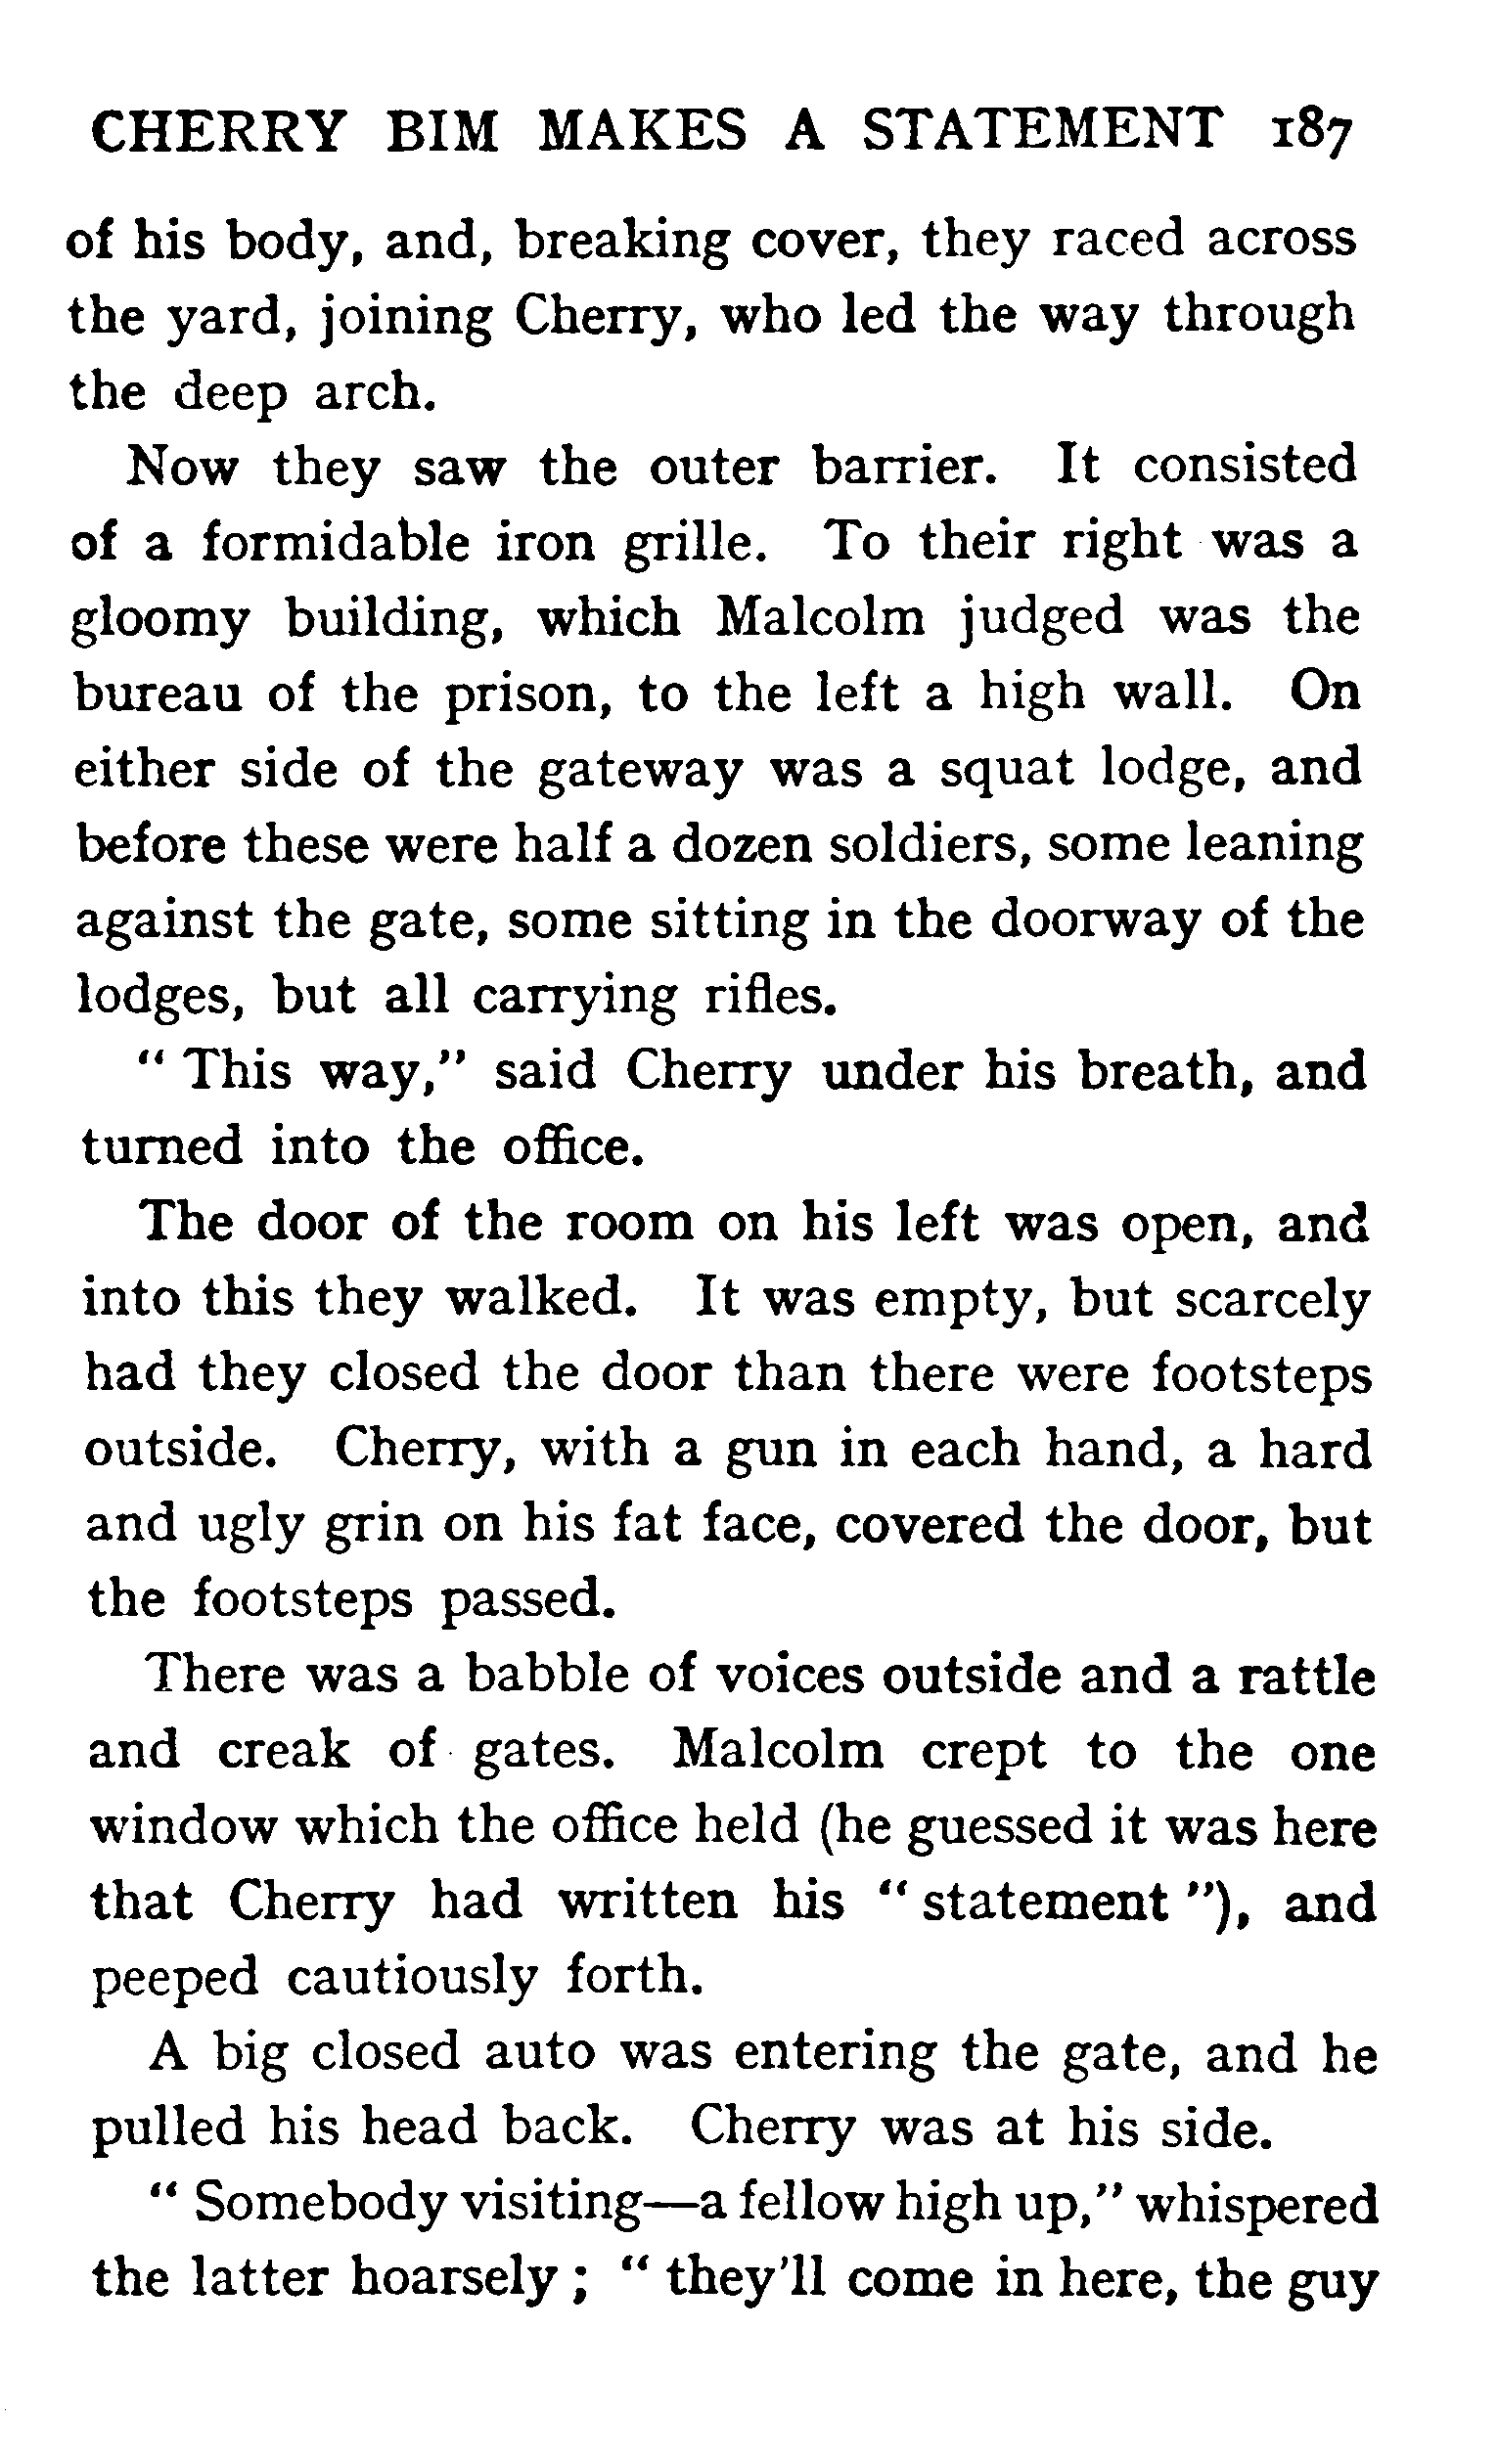 CHERRY BIM MAKES A STATEMENT 187
of his body, and, breaking cover, they raced across
the yard, joining Cherry, who led the way through
the deep arch.
Now they saw the outer barrier. It consisted
of a formidable iron grille. To their right was a
gloomy building, which Malcolm judged was the
bureau of the prison, to the left a high wall. On
either side of the gateway was a squat lodge, and
before these were half a dozen soldiers, some leaning
against the gate, some sitting in the doorway of the
lodges, but all carrying rifles.
" This way," said Cherry under his breath, and
turned into the office.
The door of the room on his left was open, and
into this they walked. It was empty, but scarcely
had they closed the door than there were footsteps
outside. Cherry, with a gun in each hand, a hard
and ugly grin on his fat face, covered the door, but
the footsteps passed.
There was a babble of voices outside and a rattle
and creak of gates. Malcolm crept to the one
window which the office held (he guessed it was here
that Cherry had written his " statement "), and
peeped cautiously forth.
A big closed auto was entering the gate, and he
pulled his head back. Cherry was at his side.
" Somebody visiting—a fellow high up," whispered
the latter hoarsely ; " they'll come in here, the guy